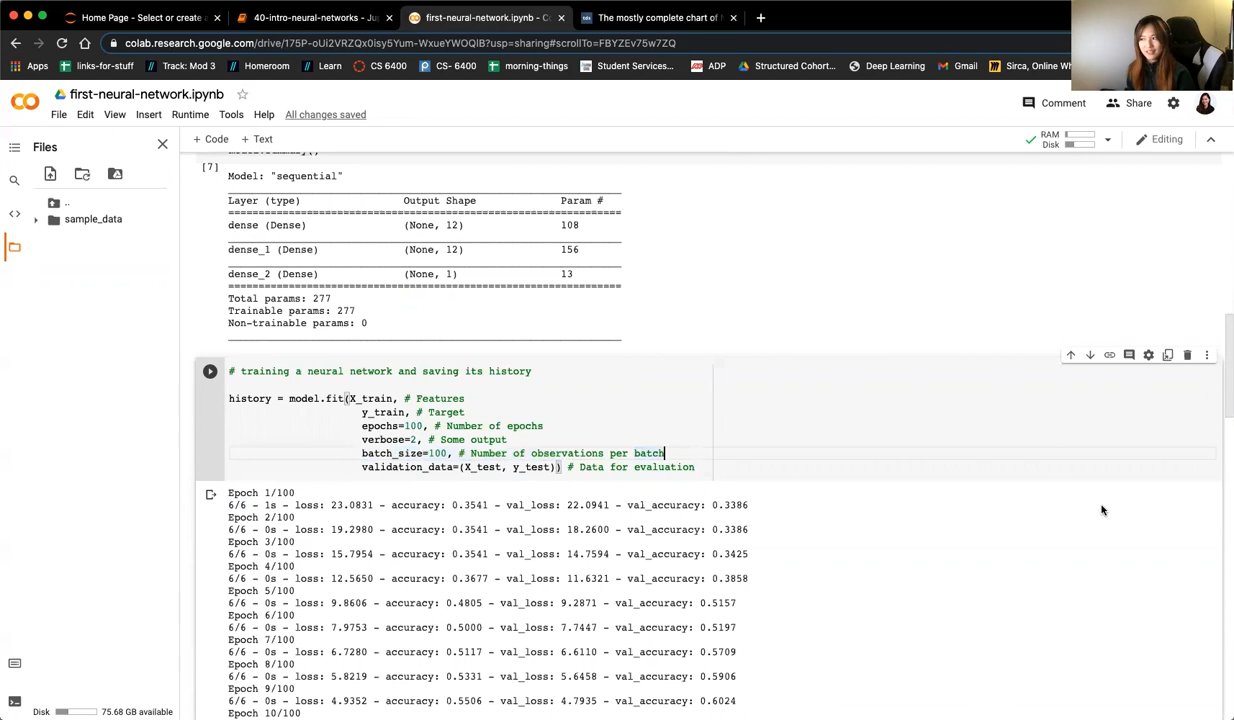 Home Page - Select or create a
40-intro-neural-networks - Ju
first-neural-network.ipynb - Co
The mostly complete chart of
colab.research.google.com/drive/175P-oUi2VRZQx0isy5Yum-WxueYWOQIB?usp=sharing#scrollTo=FBYZEv75w7ZQ
Apps links-for-stuff Track: Mod 3 Homeroom Learn CS 6400 CS- 6400 morning-things Student Services... ADP Structured Cohort... Deep Learning Gmail Sirca, Online
first-neural-network.ipynb
Comment Share
File Edit View Insert Runtime Tools Help All changes saved
Files
+ Code + Text
RAM
Disk
Editing
..
sample_data
[7]
Model: "sequential"
Layer (type) Output Shape Param #
dense (Dense) (None, 12) 108
dense_1 (Dense) (None, 12) 156
dense_2 (Dense) (None, 1) 13
Total params: 277
Trainable params: 277
Non-trainable params: 0
# training a neural network and saving its history
history = model.fit(X_train, # Features
y_train, # Target
epochs=100, # Number of epochs
verbose=2, # Some output
batch_size=100, # Number of observations per batch
validation_data=(X_test, y_test)) # Data for evaluation
Epoch 1/100
6/6 - 1s - loss: 23.0831 - accuracy: 0.3541 - val_loss: 22.0941 - val_accuracy: 0.3386
Epoch 2/100
6/6 - 0s - loss: 19.2980 - accuracy: 0.3541 - val_loss: 18.2600 - val_accuracy: 0.3386
Epoch 3/100
6/6 - 0s - loss: 15.7954 - accuracy: 0.3541 - val_loss: 14.7594 - val_accuracy: 0.3425
Epoch 4/100
6/6 - 0s - loss: 12.5650 - accuracy: 0.3677 - val_loss: 11.6321 - val_accuracy: 0.3858
Epoch 5/100
6/6 - 0s - loss: 9.8606 - accuracy: 0.4805 - val_loss: 9.2871 - val_accuracy: 0.5157
Epoch 6/100
6/6 - 0s - loss: 7.9753 - accuracy: 0.5000 - val_loss: 7.7447 - val_accuracy: 0.5197
Epoch 7/100
6/6 - 0s - loss: 6.7280 - accuracy: 0.5117 - val_loss: 6.6110 - val_accuracy: 0.5709
Epoch 8/100
6/6 - 0s - loss: 5.8219 - accuracy: 0.5331 - val_loss: 5.6458 - val_accuracy: 0.5906
Epoch 9/100
6/6 - 0s - loss: 4.9352 - accuracy: 0.5506 - val_loss: 4.7935 - val_accuracy: 0.6024
Epoch 10/100
Disk 75.68 GB available